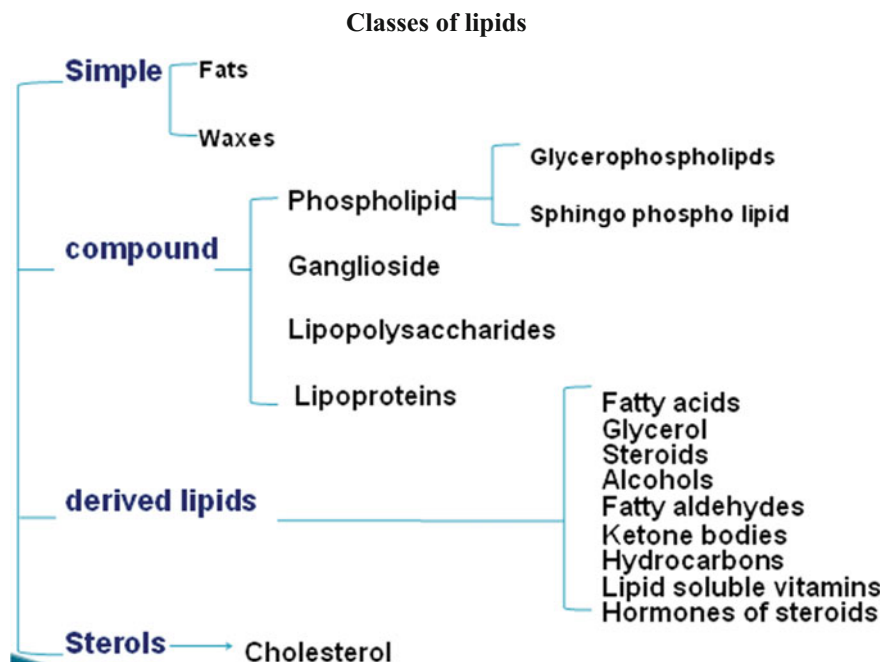 Classes of lipids
Simple
Fats
Waxes
compound
Phospholipid
Glycerophospholipds
Sphingo phospho lipid
Ganglioside
Lipopolysaccharides
Lipoproteins
derived lipids
Fatty acids
Glycerol
Steroids
Alcohols
Fatty aldehydes
Ketone bodies
Hydrocarbons
Lipid soluble vitamins
Hormones of steroids
Sterols
Cholesterol